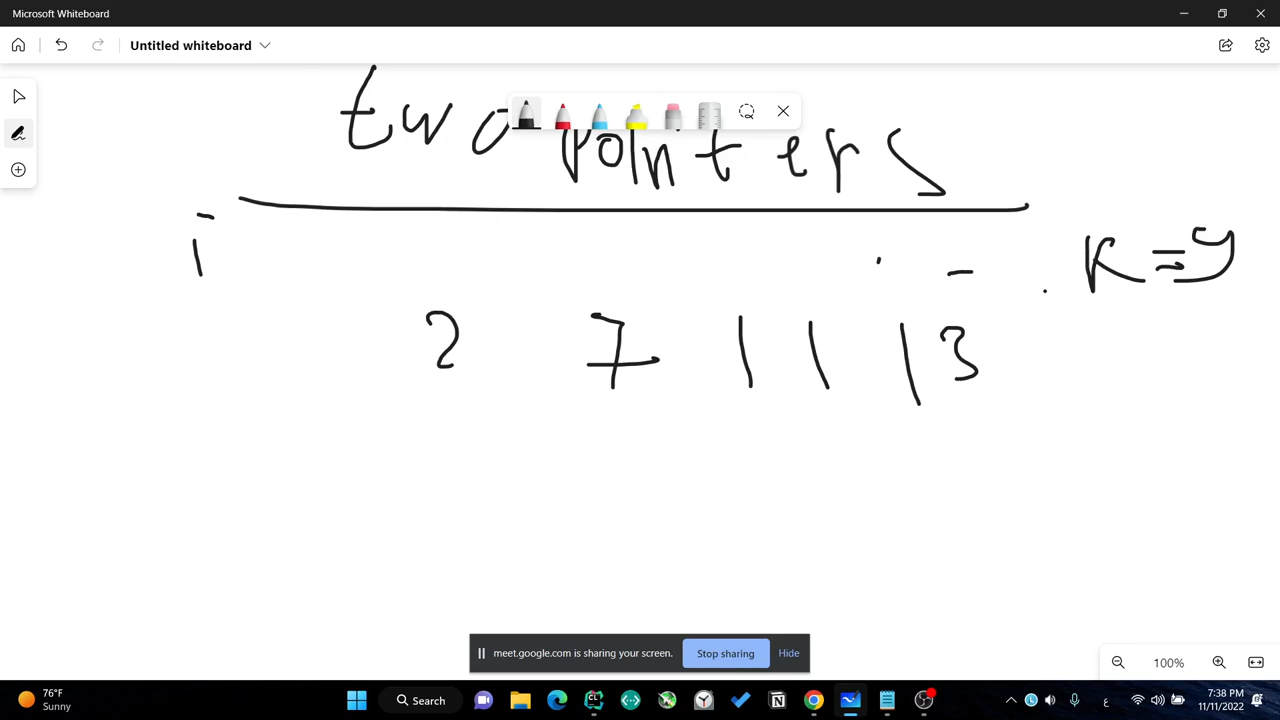 Microsoft Whiteboard
Untitled whiteboard
two pointers
i
K=9
2 7 11 13
meet.google.com is sharing your screen. Stop sharing Hide
100%
76°F
Sunny
Search
ع
7:38 PM
11/11/2022